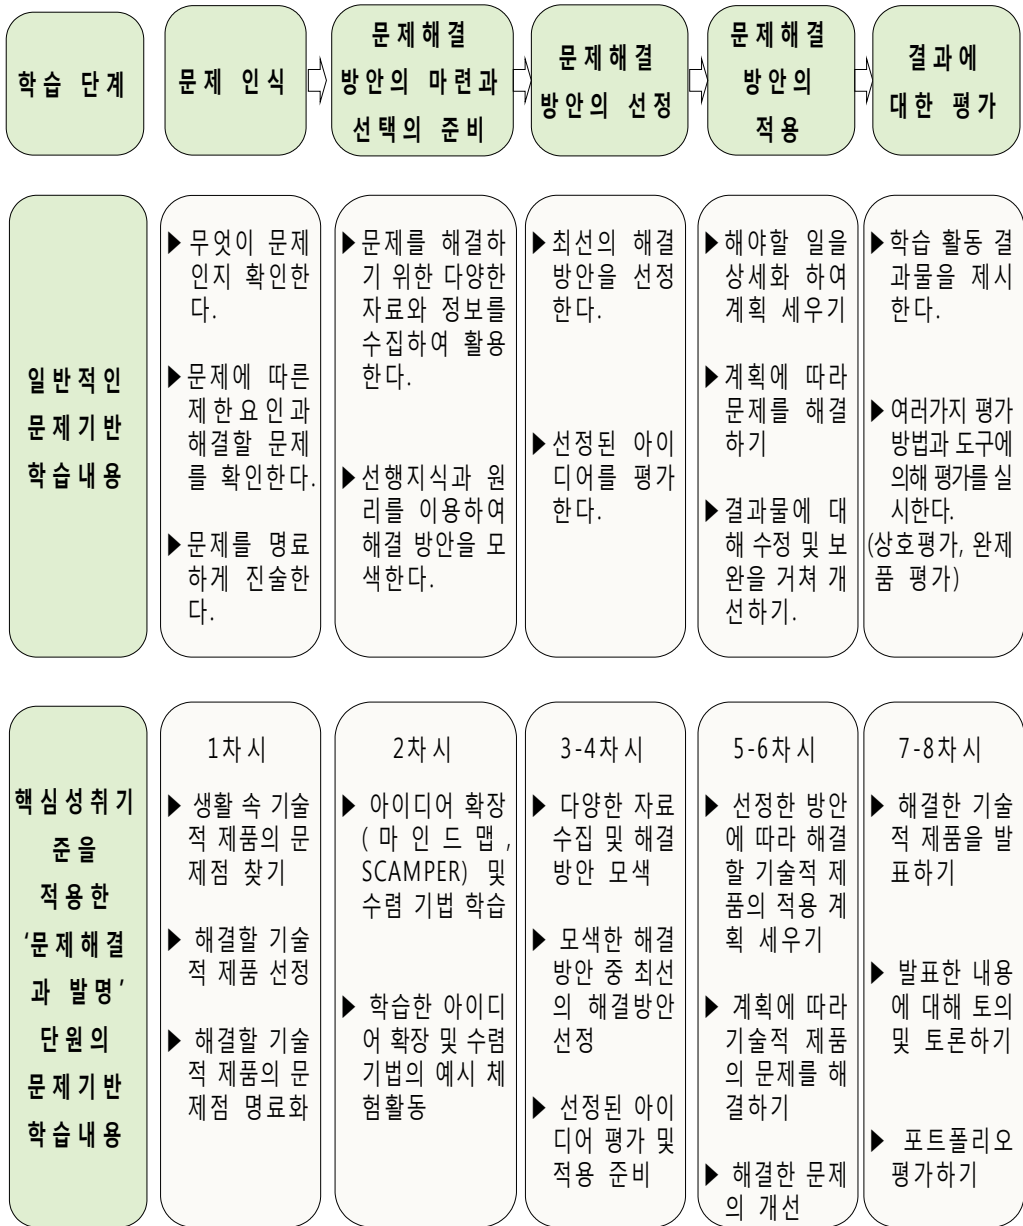 학습 단계
문제 인식
문제해결
방안의 마련과
선택의 준비
문제해결
방안의 선정
문제해결
방안의
적용
결과에
대한 평가
일반적인
문제기반
학습내용
▶무엇이 문제
인지 확인한
다.
▶문제에 따른
제한요인과
해결할 문제
를 확인한다.
▶문제를 명료
하게 진술한
다.
▶문제를 해결하
기 위한 다양한
자료와 정보를
수집하여 활용
한다.
▶선행지식과 원
리를 이용하여
해결 방안을 모
색한다.
▶최선의 해결
방안을 선정
한다.
▶선정된 아이
디어를 평가
한다.
▶해야할 일을
상세화 하여
계획 세우기
▶계획에 따라
문제를 해결
하기
▶결과물에 대
해 수정 및 보
완을 거쳐 개
선하기.
▶학습 활동 결
과물을 제시
한다.
▶여러가지 평가
방법과 도구에
의해 평가를 실
시한다.
(상호평가, 완제
품 평가)
핵심성취기
준을
적용한
‘문제해결
과 발명’
단원의
문제기반
학습내용
1차시
▶ 생활 속 기술
적 제품의 문
제점 찾기
▶ 해결할 기술
적 제품 선정
▶ 해결할 기술
적 제품의 문
제점 명료화
2차시
▶ 아이디어 확장
(마인드맵,
SCAMPER) 및
수렴 기법 학습
▶ 학습한 아이디
어 확장 및 수렴
기법의 예시 체
험활동
3-4차시
▶ 다양한 자료
수집 및 해결
방안 모색
▶ 모색한 해결
방안 중 최선
의 해결방안
선정
▶ 선정된 아이
디어 평가 및
적용 준비
5-6차시
▶ 선정한 방안
에 따라 해결
할 기술적 제
품의 적용 계
획 세우기
▶ 계획에 따라
기술적 제품
의 문제를 해
결하기
▶ 해결한 문제
의 개선
7-8차시
▶ 해결한 기술
적 제품을 발
표하기
▶ 발표한 내용
에 대해 토의
및 토론하기
▶ 포트폴리오
평가하기